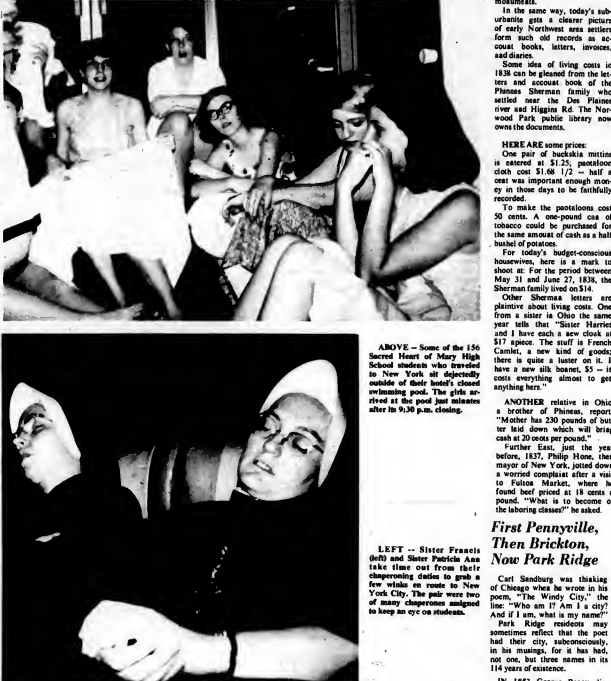 ABOVE -- Some of the 156
Sacred Heart of Mary High
School students who traveled
to New York sit dejectedly
outside of their hotel's closed
swimming pool. The girls ar-
rived at the pool just minutes
after its 9:30 p.m. closing.
LEFT -- Sister Francis
(left) and Sister Patricia Ann
take time out from their
chaperoning duties to grab a
few winks en route to New
York City. The pair were two
of many chaperones assigned
to keep an eye on students.
monuments.
In the same way, today's sub-
urbanite gets a clearer picture
of early Northwest area settlers
form such old records as ac-
count books, letters, invoices,
and diaries.
Some idea of living costs in
1838 can be gleaned from the let-
ters and account book of the
Phineas Sherman family who
settled near the Des Plaines
river and Higgins Rd. The Nor-
wood Park public library now
owns the documents.
HERE ARE some prices:
One pair of buckskin mittins
is entered at $1.25; pantaloon
cloth cost $1.68 1/2 -- half a
cent was important enough mon-
ey in those days to be faithfully
recorded.
To make the pantaloons cost
50 cents. A one-pound can of
tobacco could be purchased for
the same amount of cash as a half
bushel of potatoes.
For today's budget-conscious
housewives, here is a mark to
shoot at: For the period between
May 31 and June 27, 1838, the
Sherman family lived on $14.
Other Sherman letters are
plaintive about living costs. One
from a sister in Ohio the same
year tells that "Sister Harriet
and I have each a new cloak at
$17 apiece. The stuff is French
Camlet, a new kind of goods;
there is quite a luster on it. I
have a new silk bonnet, $5 -- it
costs everything almost to get
anything here."
ANOTHER relative in Ohio
a brother of Phineas, report
"Mother has 230 pounds of but
ter laid down which will bring
cash at 20 cents per pound."
Further East, just the year
before, 1837, Philip Hone, then
mayor of New York, jotted down
a worried complaint after a visit
to Fulton Market, where he
found beef priced at 18 cents a
pound. "What is to become of
the laboring classes?" he asked.
First Pennyville,
Then Brickton,
Now Park Ridge
Carl Sandburg was thinking
of Chicago when he wrote in his
poem, "The Windy City," the
line: "Who am I? Am I a city?
And if I am, what is my name?"
Park Ridge residents may
sometimes reflect that the poet
had their city, subconsciously,
in his musings, for it has had,
not one, but three names in its
114 years of existence.